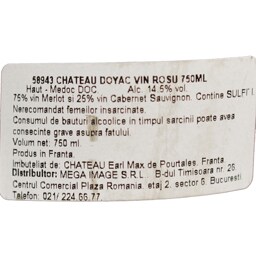 58943 CHATEAU DOYAC VIN ROSU 750ML
Haut - Medoc DOC. Alc. 14.5% vol.
75% vin Merlot si 25% vin Cabernet Sauvignon. Contine SULFITI.
Nerecomandat femeilor insarcinate.
Consumul de bauturi alcoolice in timpul sarcinii poate avea
consecinte grave asupra fatului.
Volum net: 750 ml.
Produs in Franta.
Imbuteliat de: CHATEAU Earl Max de Pourtales, Franta
Distribuitor: MEGA IMAGE S.R.L. B-dul Timisoara nr. 26
Centrul Comercial Plaza Romania, etaj 2, sector 6, Bucuresti
Telefon: 021/ 224.66.77.